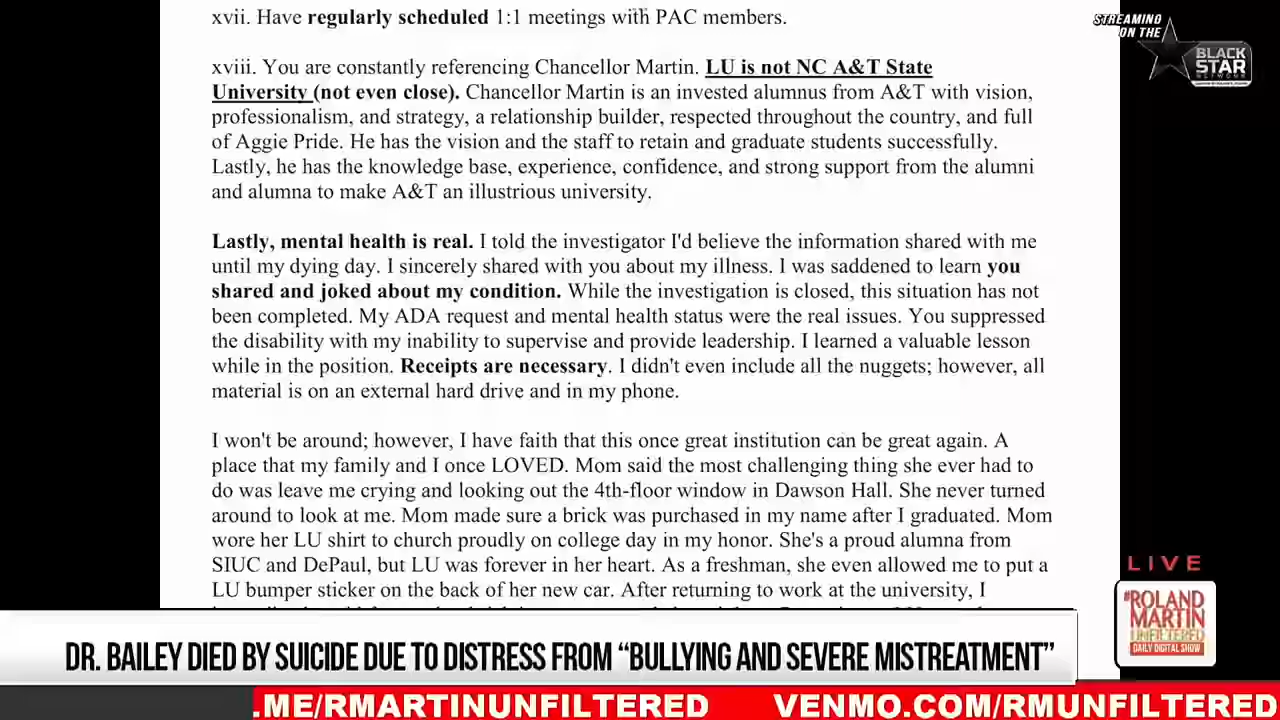 xvii. Have regularly scheduled 1:1 meetings with PAC members.
STREAMING
ON THE
BLACK
STAR
NETWORK
xviii. You are constantly referencing Chancellor Martin. LU is not NC A&T State
University (not even close). Chancellor Martin is an invested alumnus from A&T with vision,
professionalism, and strategy, a relationship builder, respected throughout the country, and full
of Aggie Pride. He has the vision and the staff to retain and graduate students successfully.
Lastly, he has the knowledge base, experience, confidence, and strong support from the alumni
and alumna to make A&T an illustrious university.
Lastly, mental health is real. I told the investigator I'd believe the information shared with me
until my dying day. I sincerely shared with you about my illness. I was saddened to learn you
shared and joked about my condition. While the investigation is closed, this situation has not
been completed. My ADA request and mental health status were the real issues. You suppressed
the disability with my inability to supervise and provide leadership. I learned a valuable lesson
while in the position. Receipts are necessary. I didn't even include all the nuggets; however, all
material is on an external hard drive and in my phone.
I won't be around; however, I have faith that this once great institution can be great again. A
place that my family and I once LOVED. Mom said the most challenging thing she ever had to
do was leave me crying and looking out the 4th-floor window in Dawson Hall. She never turned
around to look at me. Mom made sure a brick was purchased in my name after I graduated. Mom
wore her LU shirt to church proudly on college day in my honor. She's a proud alumna from
SIUC and DePaul, but LU was forever in her heart. As a freshman, she even allowed me to put a
LU bumper sticker on the back of her new car. After returning to work at the university, I
LIVE
#ROLAND
MARTIN
UNFILTERED
DAILY DIGITAL SHOW
DR. BAILEY DIED BY SUICIDE DUE TO DISTRESS FROM “BULLYING AND SEVERE MISTREATMENT”
.ME/RMARTINUNFILTERED VENMO.COM/RMUNFILTERED